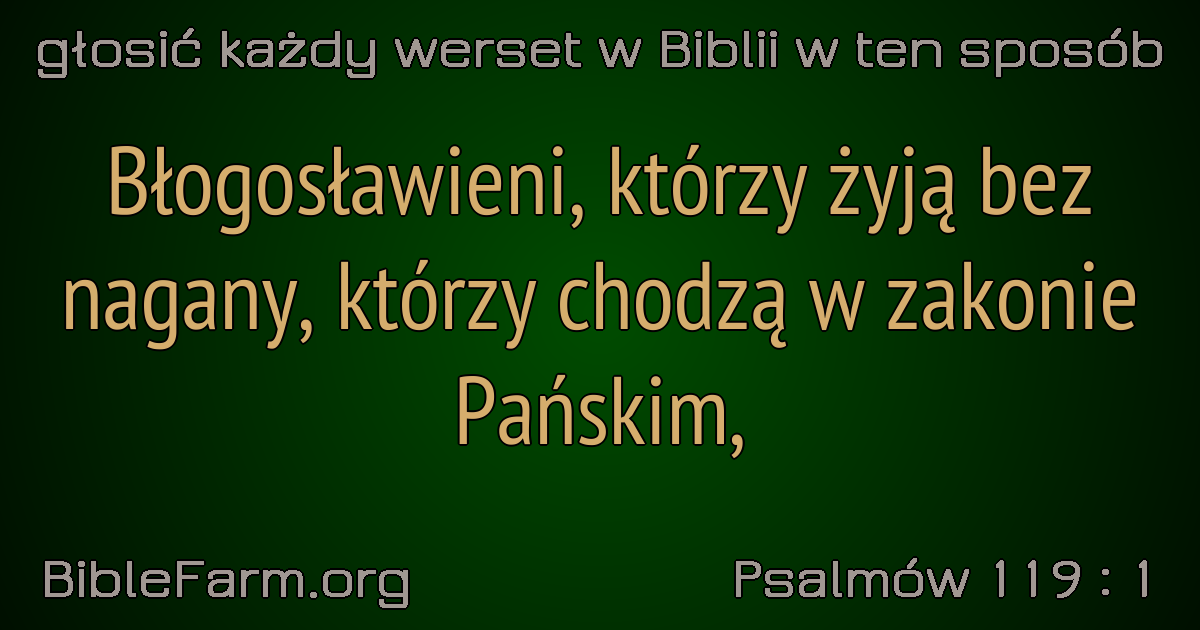 głosić każdy werset w Biblii w ten sposób
Błogosławieni, którzy żyją bez
nagany, którzy chodzą w zakonie
Pańskim,
BibleFarm.org
Psalmów 119 : 1